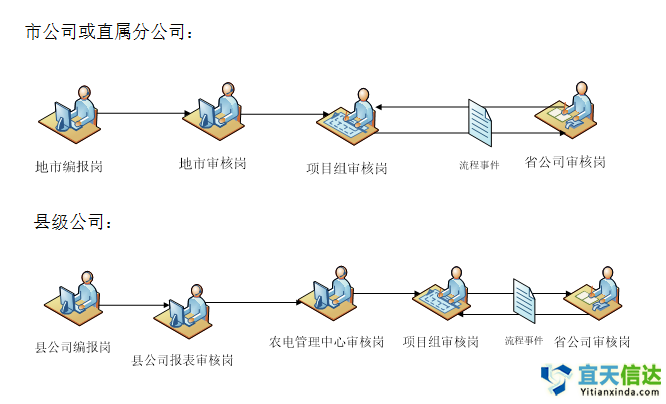 市公司或直属分公司：
地市编报岗
地市审核岗
项目组审核岗
流程事件
省公司审核岗
县级公司：
县公司编报岗
县公司报表审核岗
农电管理中心审核岗
项目组审核岗
流程事件
省公司审核岗
宜天信达
Yitianxinda.com